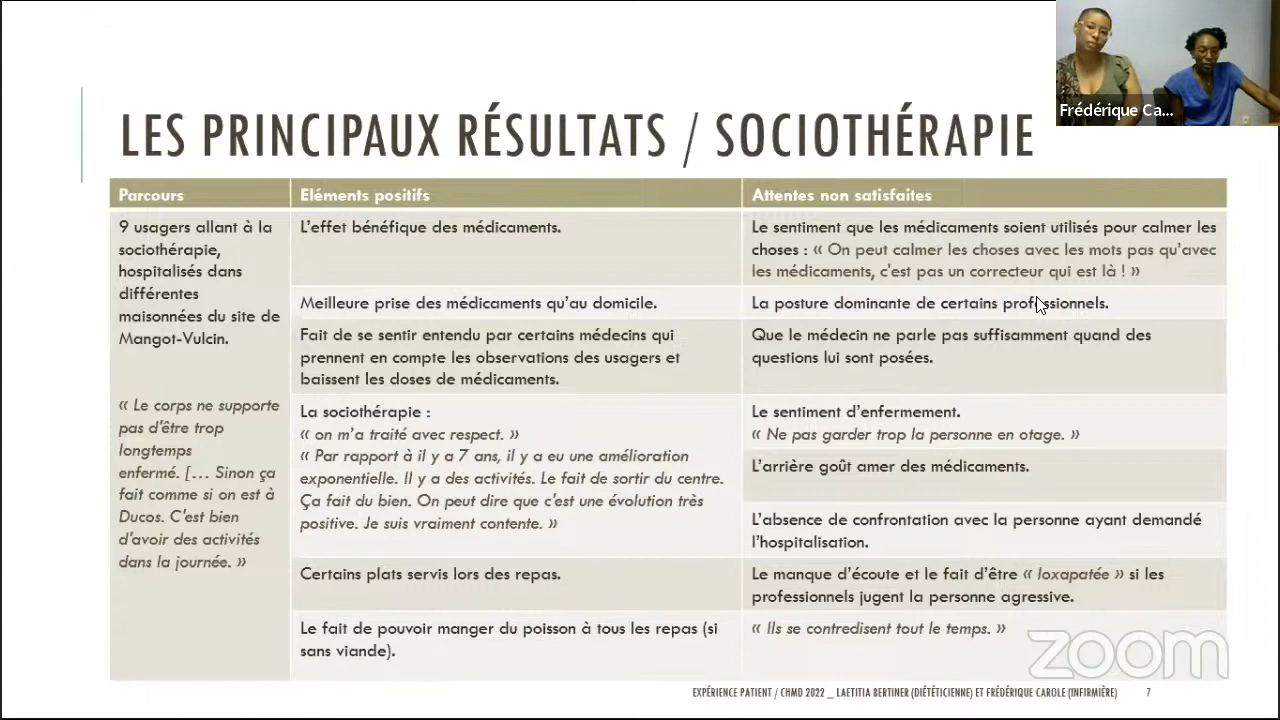 Frédérique Ca...
LES PRINCIPAUX RÉSULTATS / SOCIOTHÉRAPIE
Parcours
Eléments positifs
Attentes non satisfaites
9 usagers allant à la
sociothérapie,
hospitalisés dans
différentes
maisonnées du site de
Mangot-Vulcin.
« Le corps ne supporte
pas d'être trop
longtemps
enfermé. [… Sinon ça
fait comme si on est à
Ducos. C'est bien
d'avoir des activités
dans la journée. »
L'effet bénéfique des médicaments.
Le sentiment que les médicaments soient utilisés pour calmer les
choses : « On peut calmer les choses avec les mots pas qu'avec
les médicaments, c'est pas un correcteur qui est là ! »
Meilleure prise des médicaments qu'au domicile.
La posture dominante de certains professionnels.
Fait de se sentir entendu par certains médecins qui
prennent en compte les observations des usagers et
baissent les doses de médicaments.
Que le médecin ne parle pas suffisamment quand des
questions lui sont posées.
La sociothérapie :
« on m'a traité avec respect. »
« Par rapport à il y a 7 ans, il y a eu une amélioration
exponentielle. Il y a des activités. Le fait de sortir du centre.
Ça fait du bien. On peut dire que c'est une évolution très
positive. Je suis vraiment contente. »
Le sentiment d'enfermement.
« Ne pas garder trop la personne en otage. »
L'arrière goût amer des médicaments.
L'absence de confrontation avec la personne ayant demandé
l'hospitalisation.
Certains plats servis lors des repas.
Le manque d'écoute et le fait d'être « loxapatée » si les
professionnels jugent la personne agressive.
Le fait de pouvoir manger du poisson à tous les repas (si
sans viande).
« Ils se contredisent tout le temps. »
zoom
EXPÉRIENCE PATIENT / CHMD 2022 _ LAETITIA BERTINER (DIÉTÉTICIENNE) ET FRÉDÉRIQUE CAROLE (INFIRMIÈRE)
7